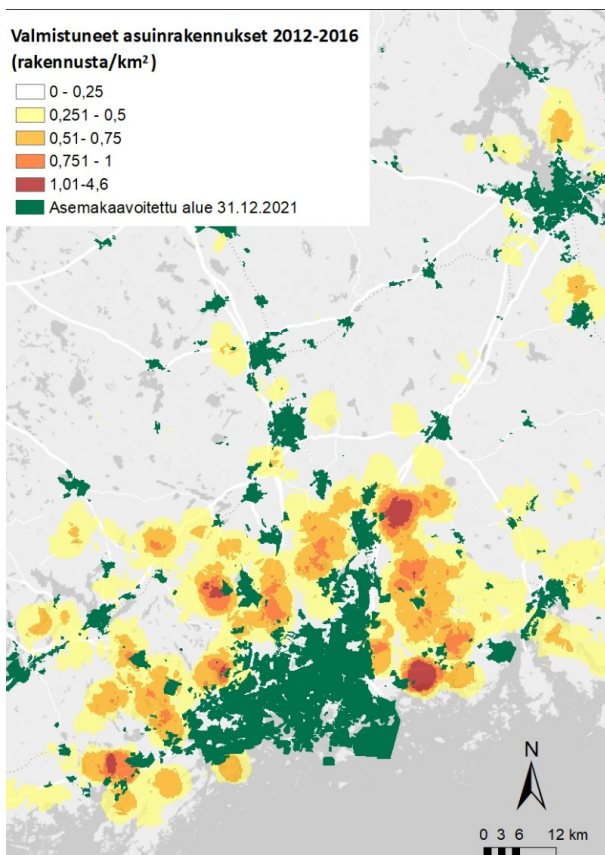 Valmistuneet asuinrakennukset 2012-2016
(rakennusta/km²)
0 - 0,25
0,251 - 0,5
0,51- 0,75
0,751 - 1
1,01-4,6
Asemakaavoitettu alue 31.12.2021
N
0 3 6 12 km